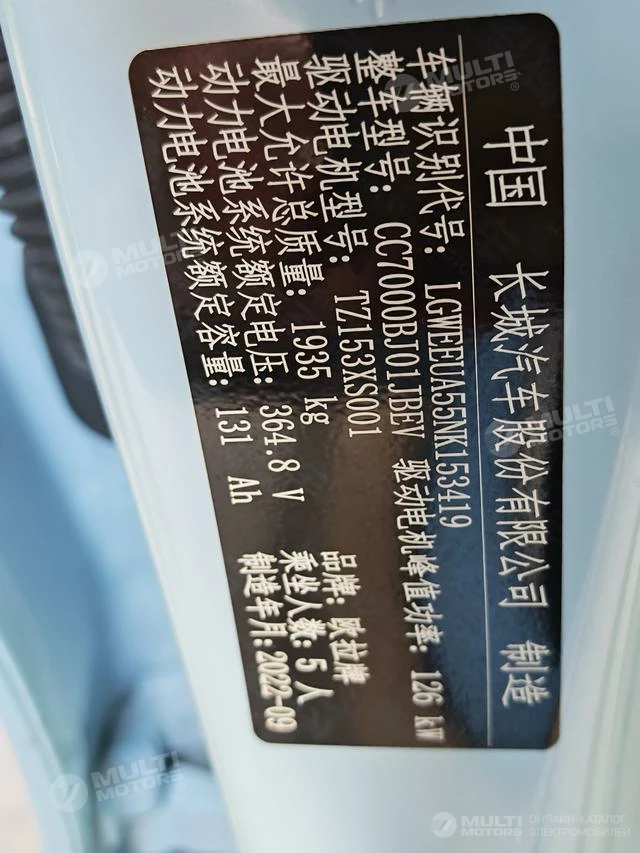 中国 长城汽车股份有限公司 制造
车辆识别代号: LGWEEUA55NK153419
整车型号: CC7000BJ01JBEV 驱动电机峰值功率: 126 kW
驱动电机型号: TZ153XS001 品牌: 欧拉牌
最大允许总质量: 1935 kg 乘坐人数: 5 人
动力电池系统额定电压: 364.8 V 制造年月: 2022-09
动力电池系统额定容量: 131 Ah
MULTI
MOTORS®
MULTI
MOTORS
MULTI
MOTORS®
MULTI
MOTORS
MULTI
MOTORS
ОНЛАЙН-КАТАЛОГ
ЭЛЕКТРОМОБИЛЕЙ